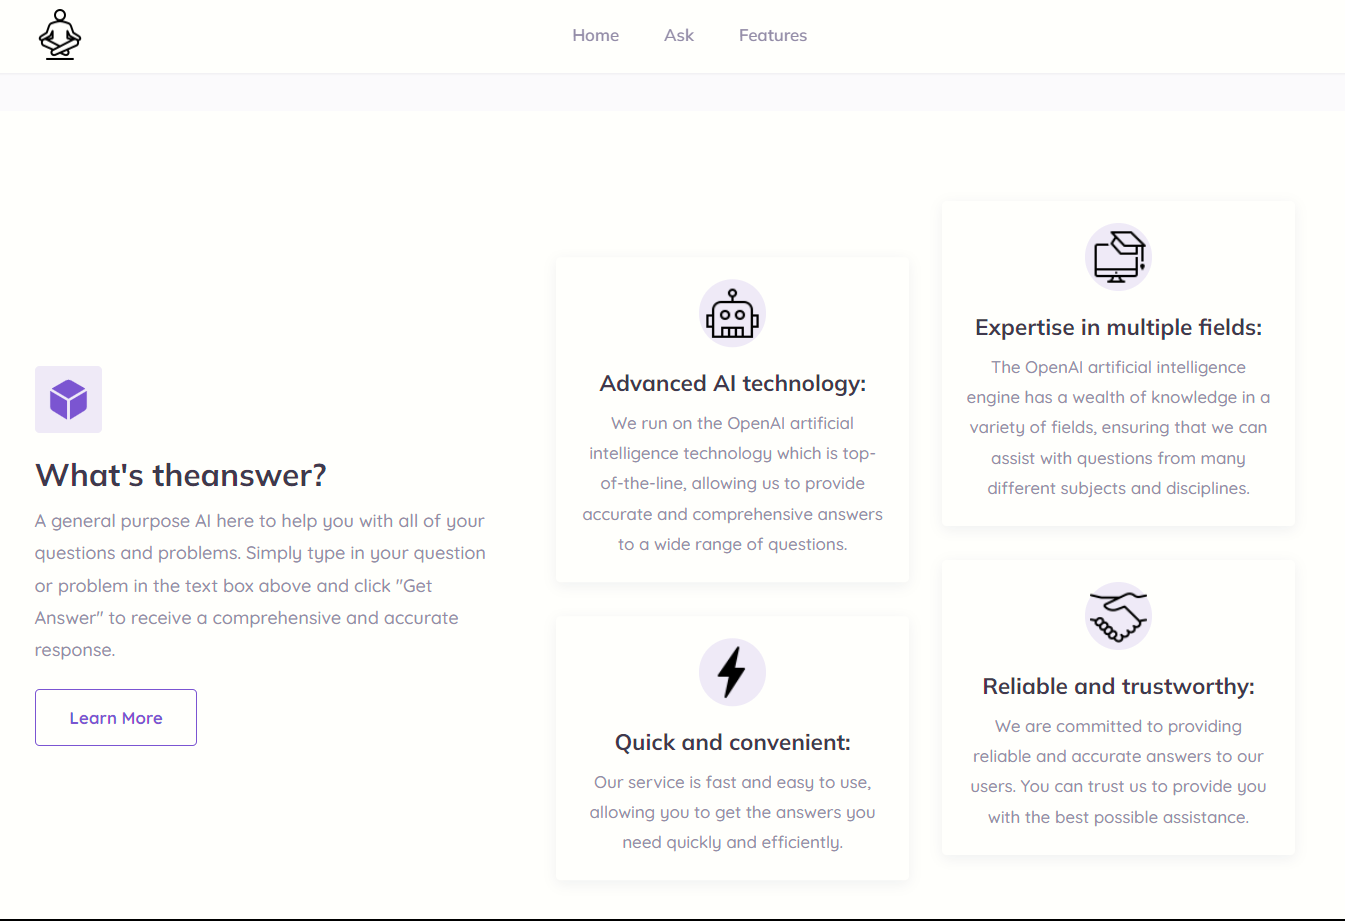 Home
Ask
Features
What's theanswer?
A general purpose AI here to help you with all of your
questions and problems. Simply type in your question
or problem in the text box above and click "Get
Answer" to receive a comprehensive and accurate
response.
Learn More
Advanced AI technology:
We run on the OpenAI artificial
intelligence technology which is top-
of-the-line, allowing us to provide
accurate and comprehensive answers
to a wide range of questions.
Quick and convenient:
Our service is fast and easy to use,
allowing you to get the answers you
need quickly and efficiently.
Expertise in multiple fields:
The OpenAI artificial intelligence
engine has a wealth of knowledge in a
variety of fields, ensuring that we can
assist with questions from many
different subjects and disciplines.
Reliable and trustworthy:
We are committed to providing
reliable and accurate answers to our
users. You can trust us to provide you
with the best possible assistance.